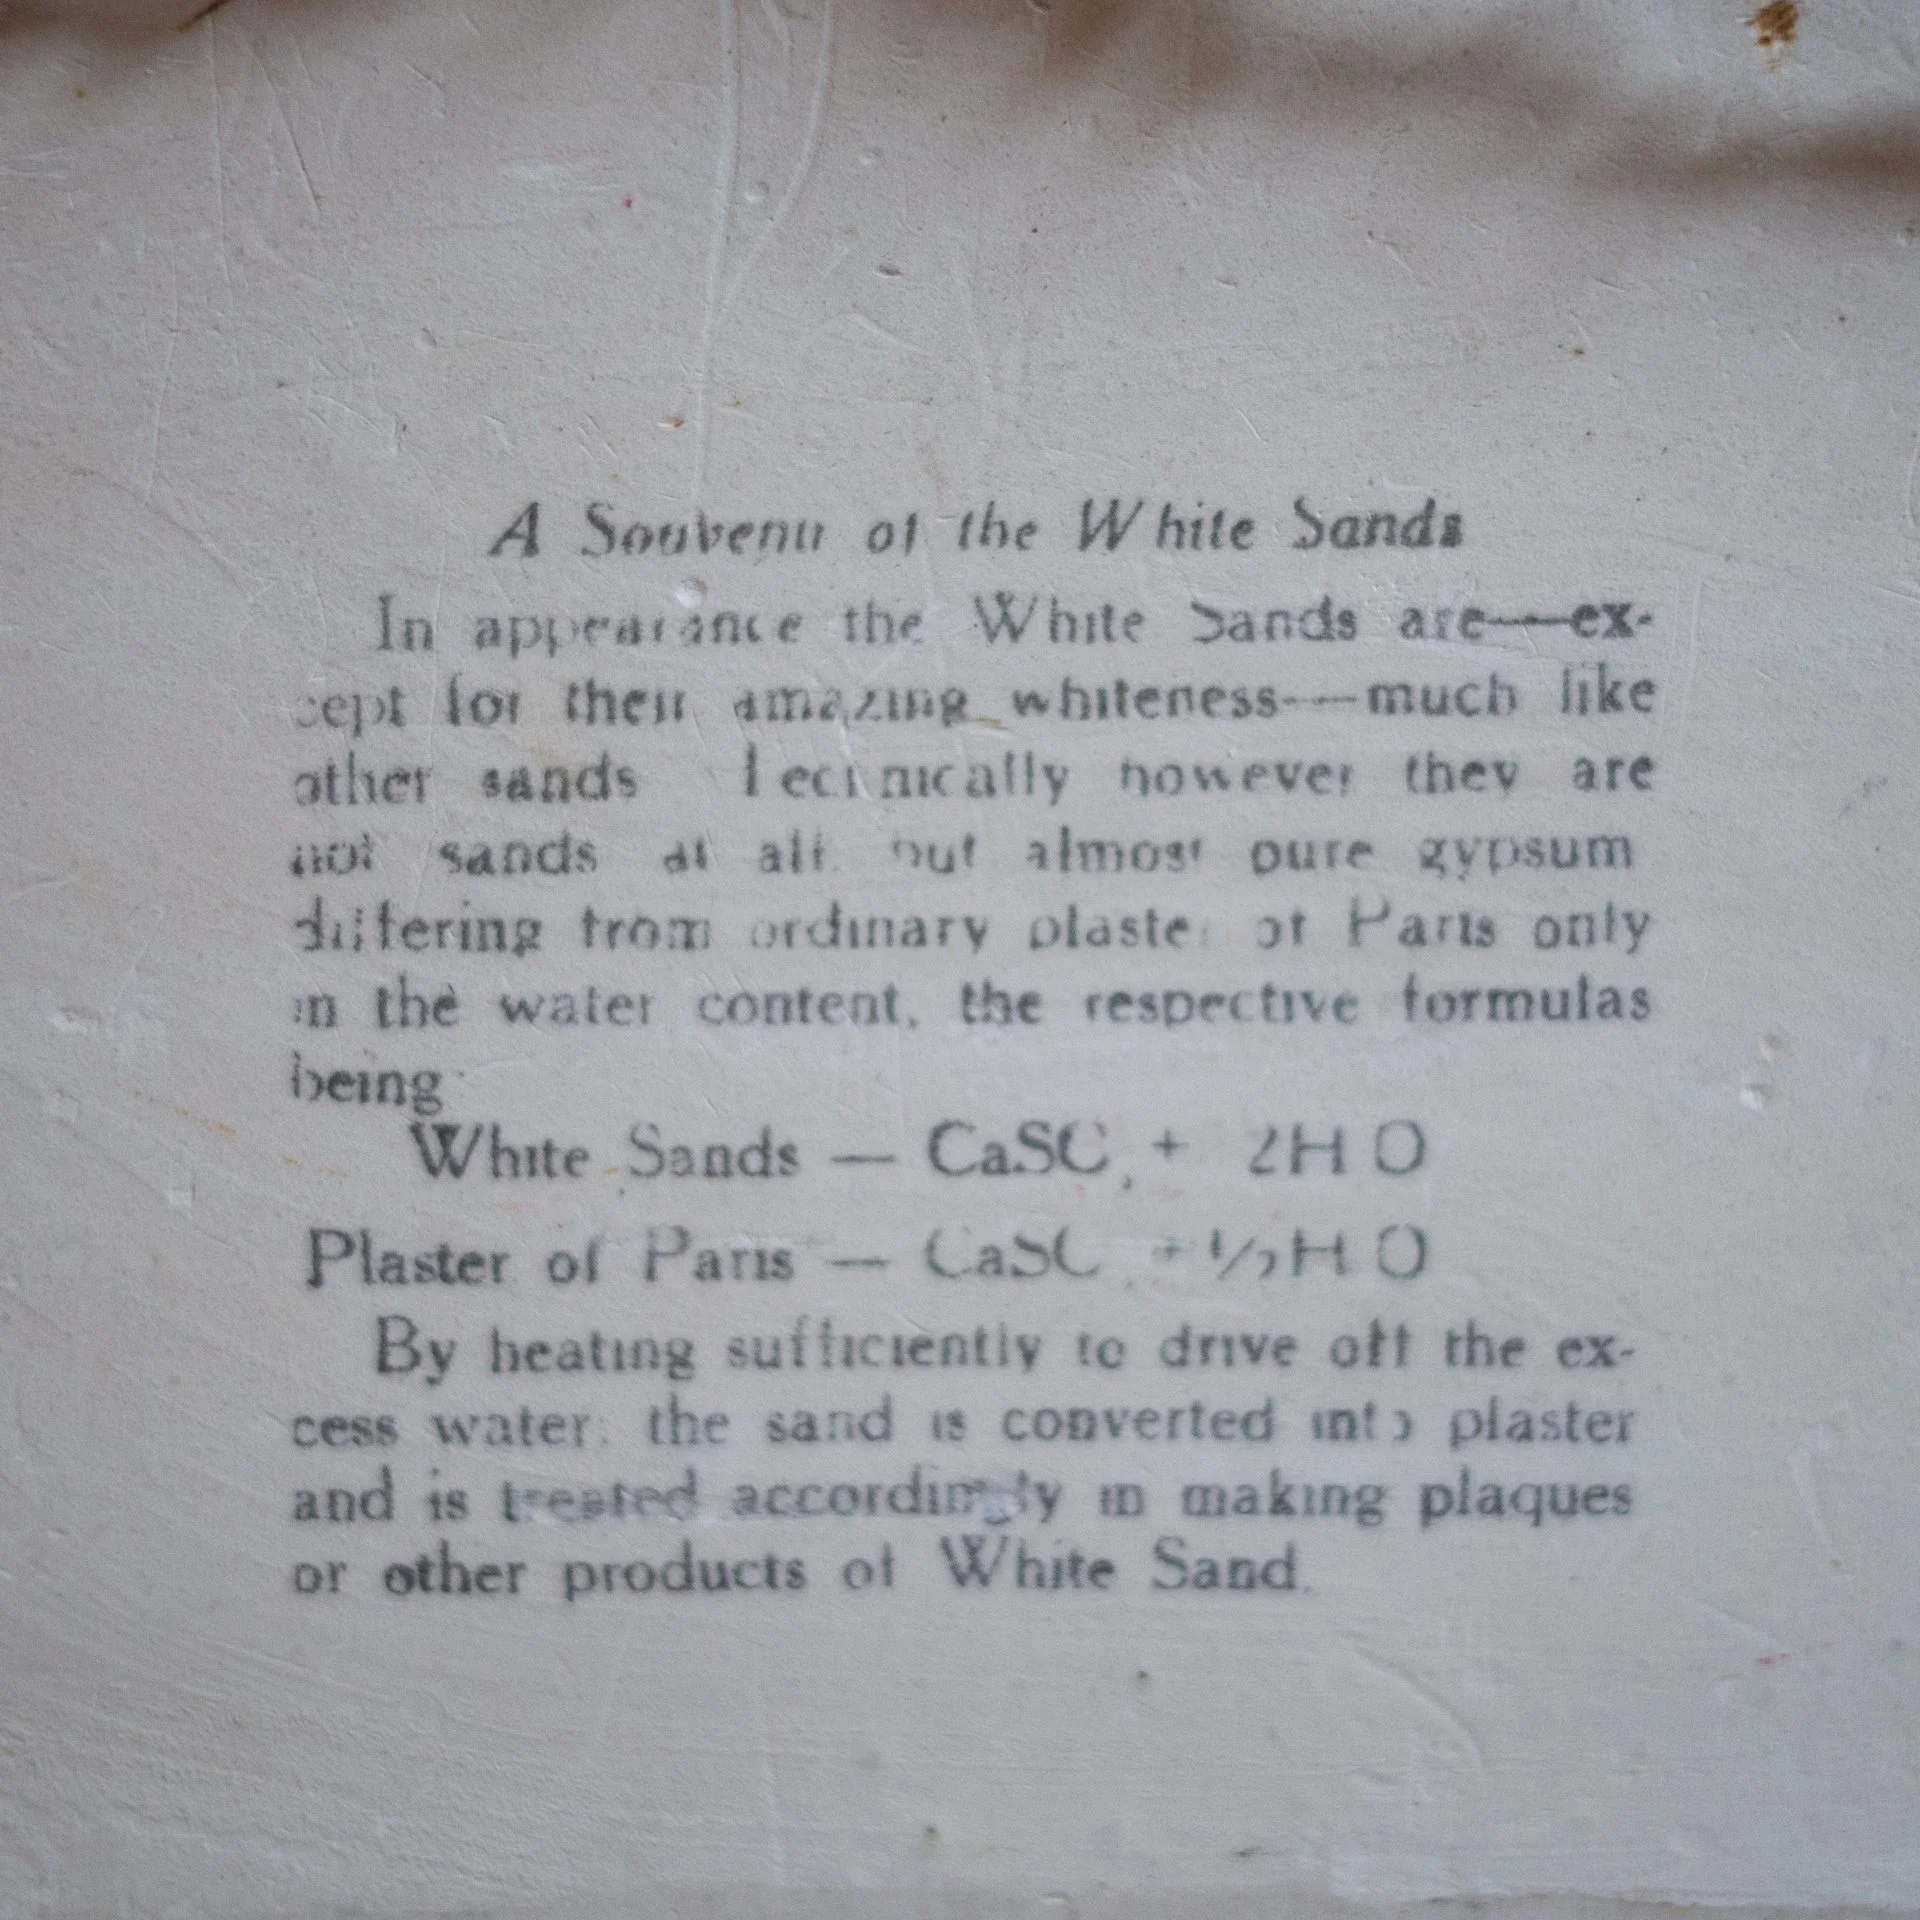 A Souvenir of the White Sands
In appearance the White Sands are—ex-
cept for their amazing whiteness—much like
other sands Technically however they are
not sands at all but almost pure gypsum
differing from ordinary plaster of Paris only
in the water content, the respective formulas
being
White Sands — CaSO + 2H O
Plaster of Paris — CaSO + ½H O
By heating sufficiently to drive off the ex-
cess water, the sand is converted into plaster
and is treated accordingly in making plaques
or other products of White Sand.